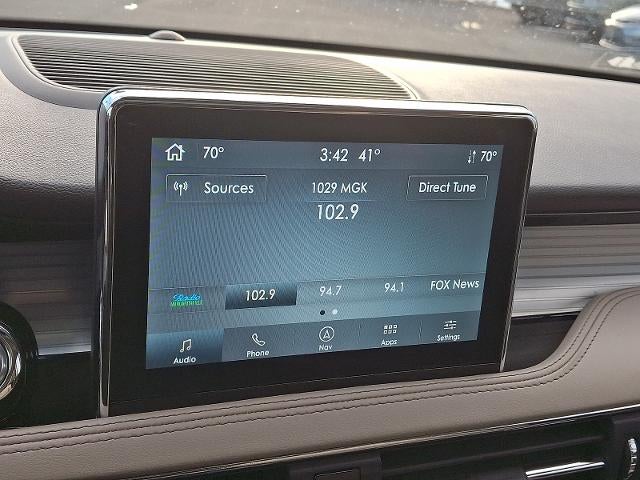 70° 3:42 41° 70°
Sources 1029 MGK Direct Tune
102.9
Radio 102.9 94.7 94.1 FOX News
Audio Phone Nav Apps Settings